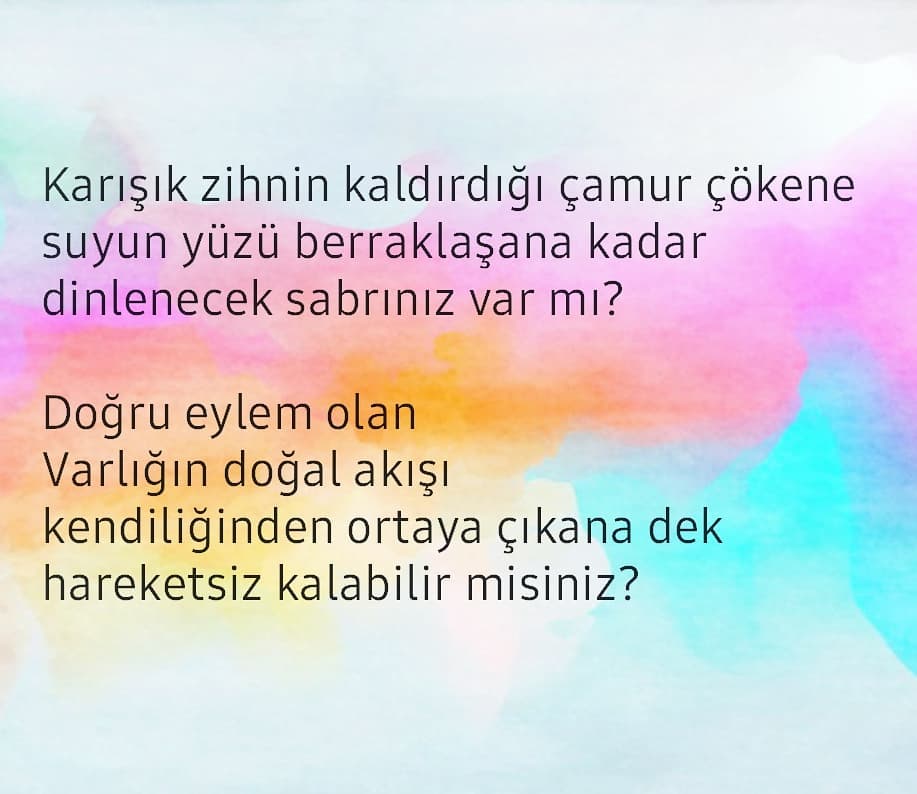 Karışık zihnin kaldırdığı çamur çökene
suyun yüzü berraklaşana kadar
dinlenecek sabrınız var mı?
Doğru eylem olan
Varlığın doğal akışı
kendiliğinden ortaya çıkana dek
hareketsiz kalabilir misiniz?